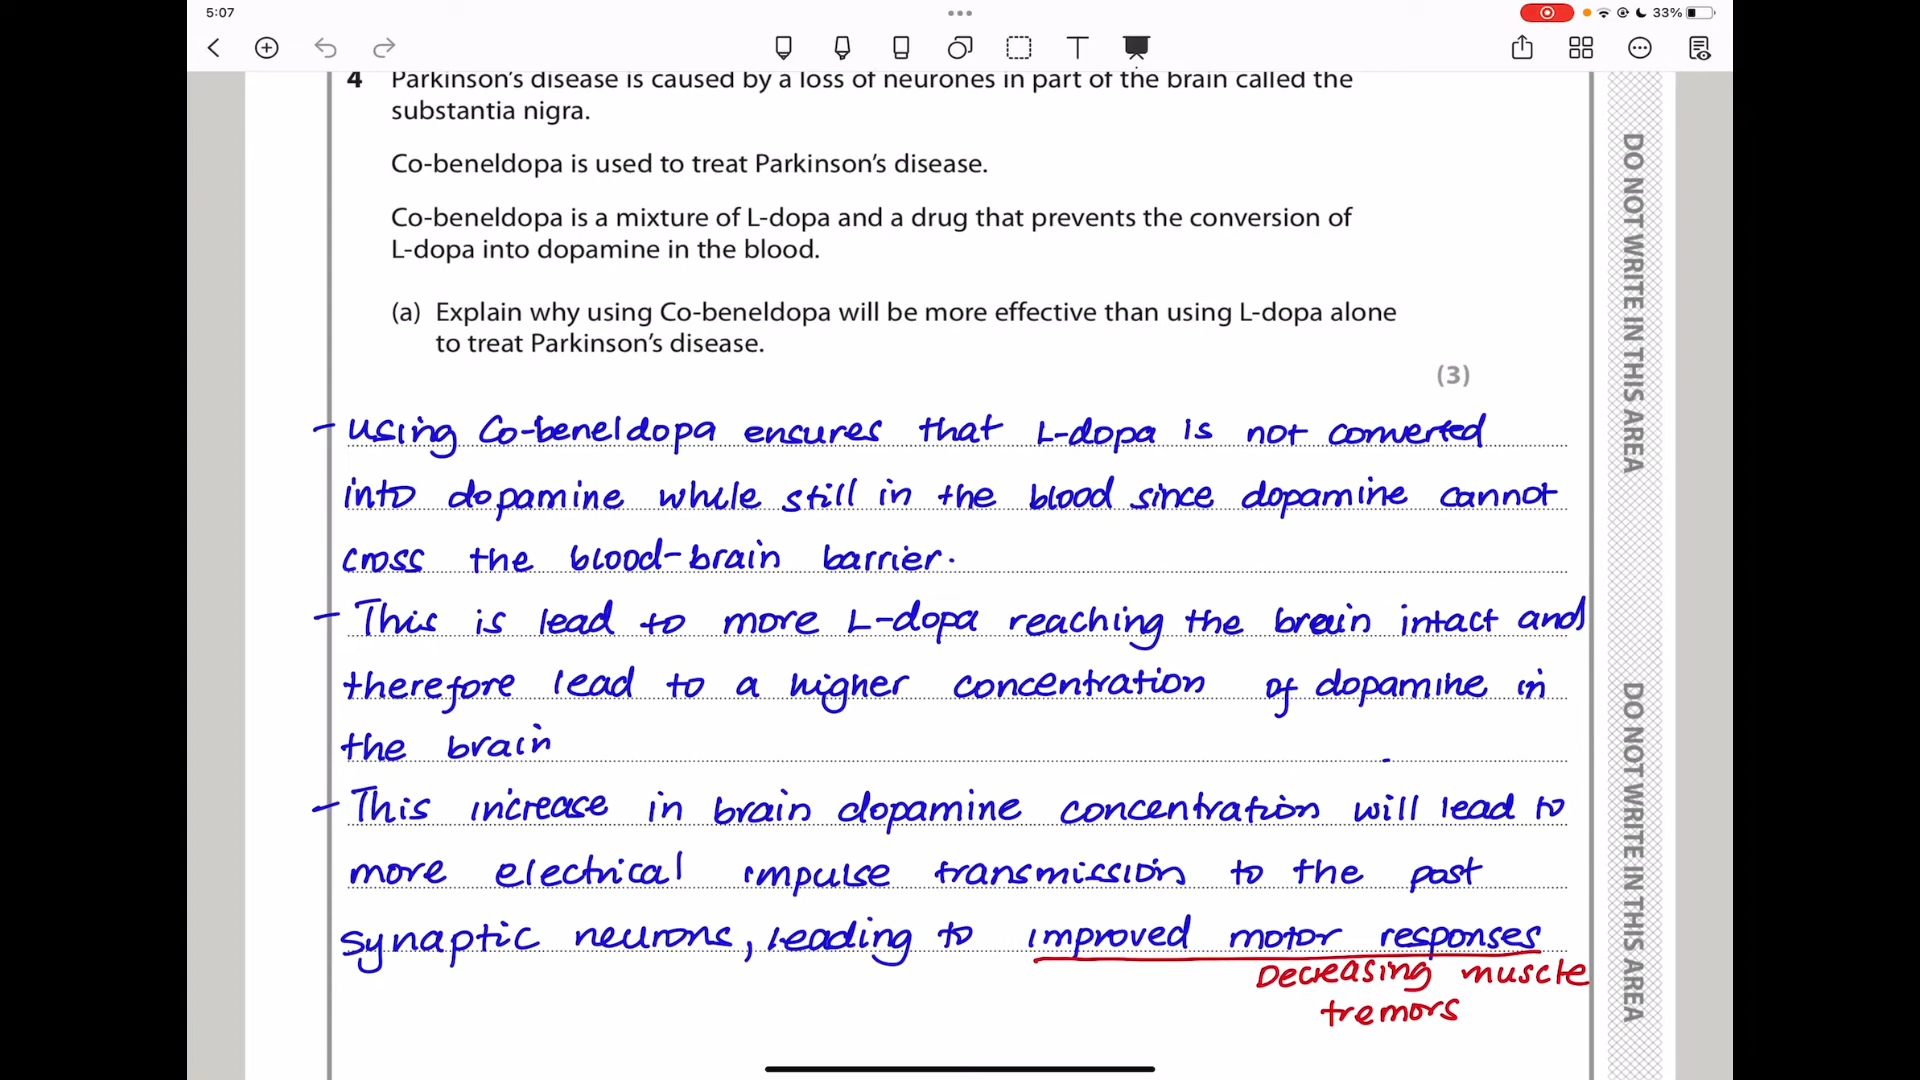 5:07
33%
4 Parkinson's disease is caused by a loss of neurones in part of the brain called the
substantia nigra.
Co-beneldopa is used to treat Parkinson's disease.
Co-beneldopa is a mixture of L-dopa and a drug that prevents the conversion of
L-dopa into dopamine in the blood.
(a) Explain why using Co-beneldopa will be more effective than using L-dopa alone
to treat Parkinson's disease.
(3)
- using Co-beneldopa ensures that L-dopa is not converted
into dopamine while still in the blood since dopamine cannot
cross the blood-brain barrier.
- This is lead to more L-dopa reaching the brain intact and
therefore lead to a higher concentration of dopamine in
the brain .
- This increase in brain dopamine concentration will lead to
more electrical impulse transmission to the post
synaptic neurons, leading to improved motor responses
Decreasing muscle
tremors
DO NOT WRITE IN THIS AREA
DO NOT WRITE IN THIS AREA